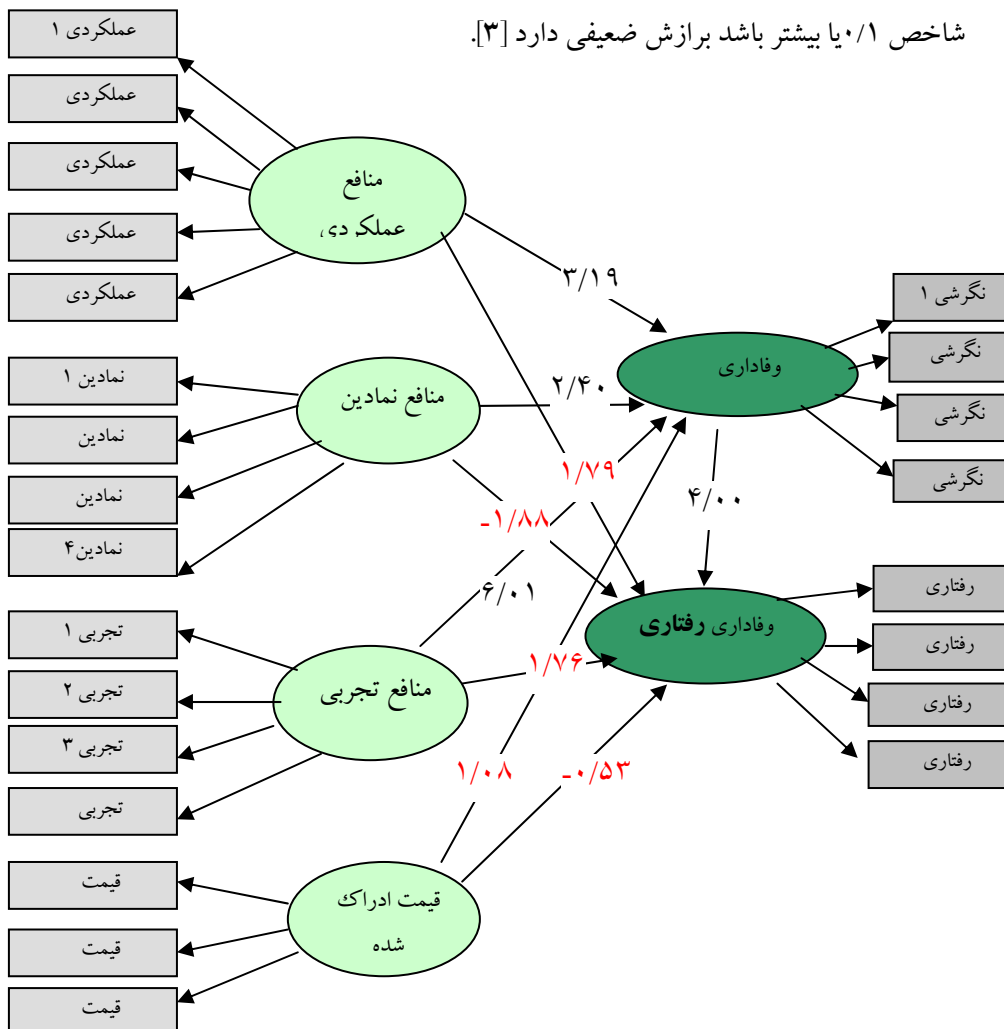 شاخص ۰/۱یا بیشتر باشد برازش ضعیفی دارد [۳].
عملکردی ۱
عملکردی
عملکردی
عملکردی
عملکردی
منافع
عملکردی
۳/۱۹
نگرشی ۱
نگرشی
نگرشی
نگرشی
وفاداری
نمادین ۱
نمادین
نمادین
نمادین۴
منافع نمادین
۲/۴۰
۱/۷۹
-۱/۸۸
۴/۰۰
۶/۰۱
رفتاری
رفتاری
رفتاری
رفتاری
وفاداری رفتاری
تجربی ۱
تجربی ۲
تجربی ۳
تجربی
منافع تجربی
۱/۷۶
۱/۰۸
-۰/۵۳
قیمت
قیمت
قیمت
قیمت ادراک
شده